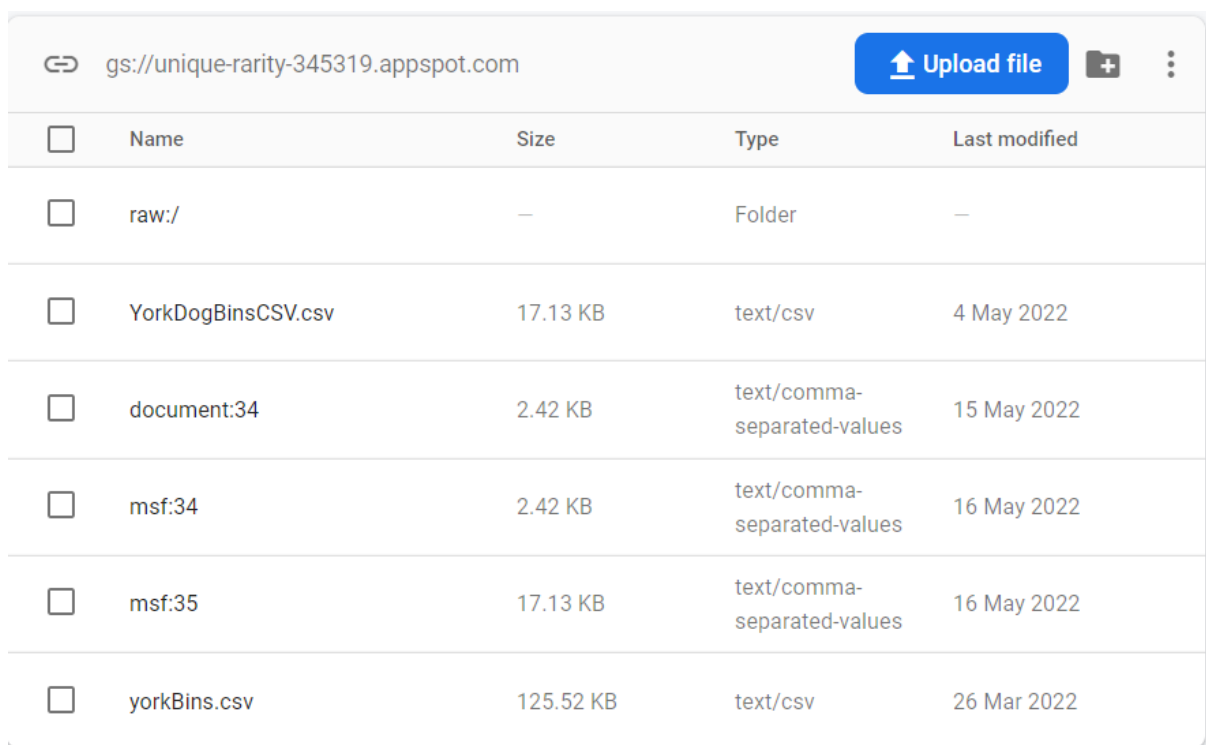 gs://unique-rarity-345319.appspot.com Upload file
Name Size Type Last modified
raw:/ — Folder —
YorkDogBinsCSV.csv 17.13 KB text/csv 4 May 2022
document:34 2.42 KB text/comma-separated-values 15 May 2022
msf:34 2.42 KB text/comma-separated-values 16 May 2022
msf:35 17.13 KB text/comma-separated-values 16 May 2022
yorkBins.csv 125.52 KB text/csv 26 Mar 2022